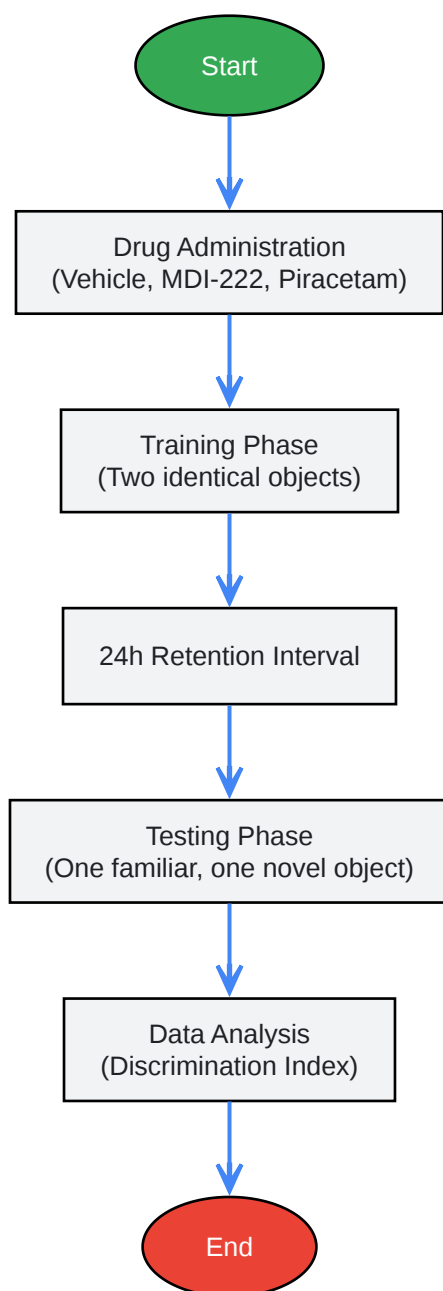 Start
Drug Administration
(Vehicle, MDI-222, Piracetam)
Training Phase
(Two identical objects)
24h Retention Interval
Testing Phase
(One familiar, one novel object)
Data Analysis
(Discrimination Index)
End